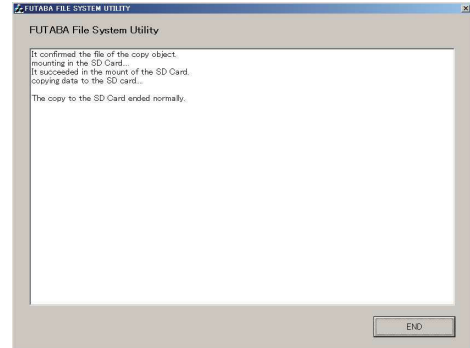 FUTABA FILE SYSTEM UTILITY
FUTABA File System Utility
It confirmed the file of the copy object.
mounting in the SD Card...
It succeeded in the mount of the SD Card.
copying data to the SD card...
The copy to the SD Card ended normally.
END